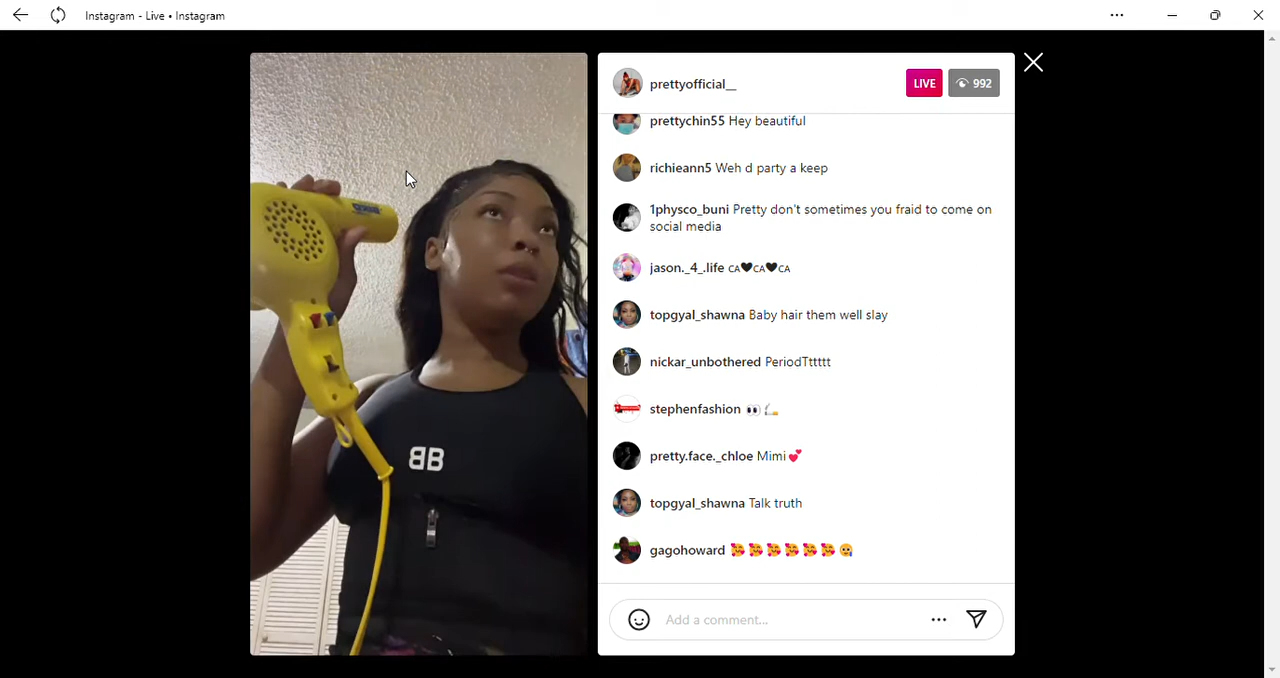 Instagram - Live • Instagram
prettyofficial__
LIVE
992
prettychin55 Hey beautiful
richieann5 Weh d party a keep
1physco_buni Pretty don't sometimes you fraid to come on
social media
jason._4_.life CA🖤CA🖤CA
topgyal_shawna Baby hair them well slay
nickar_unbothered PeriodTttttt
stephenfashion 👀
pretty.face._chloe Mimi💕
topgyal_shawna Talk truth
gagohoward 🥰🥰🥰🥰🥰🥰
BB
Add a comment...